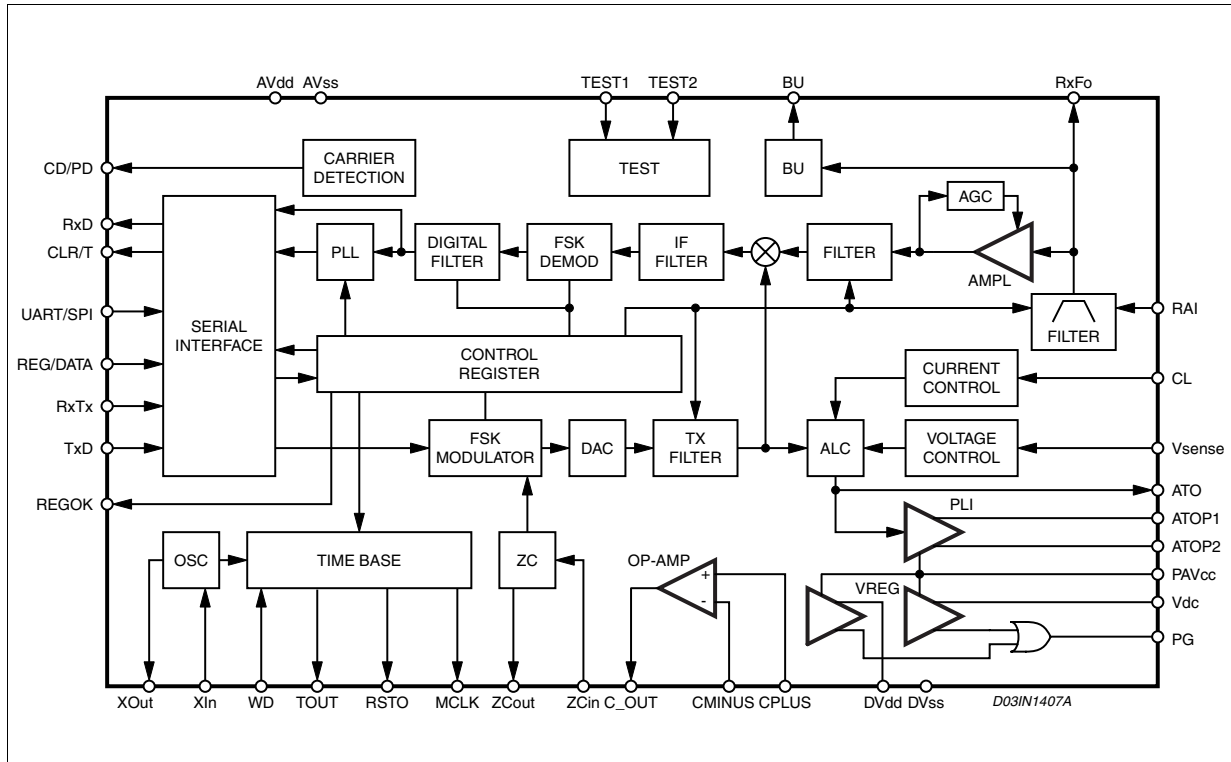 AVdd AVss TEST1 TEST2 BU RxFo
CD/PD
CARRIER
DETECTION
TEST
BU
RxD
AGC
CLR/T
PLL
DIGITAL
FILTER
FSK
DEMOD
IF
FILTER
FILTER
AMPL
UART/SPI
SERIAL
INTERFACE
FILTER
RAI
REG/DATA
CONTROL
REGISTER
CURRENT
CONTROL
CL
RxTx
TxD
FSK
MODULATOR
DAC
TX
FILTER
ALC
VOLTAGE
CONTROL
Vsense
REGOK
ATO
PLI
ATOP1
ATOP2
OSC
TIME BASE
ZC
OP-AMP
+
-
PAVcc
VREG
Vdc
PG
XOut XIn WD TOUT RSTO MCLK ZCout ZCin C_OUT CMINUS CPLUS DVdd DVss
D03IN1407A